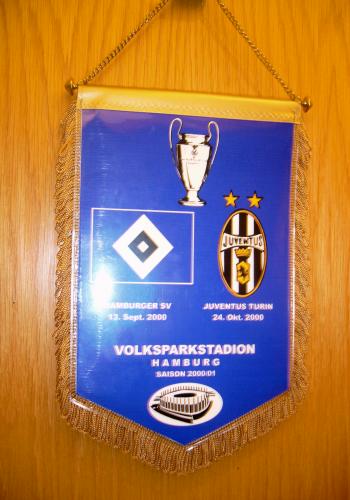 JUVENTUS
HAMBURGER SV
JUVENTUS TURIN
13. Sept. 2000
24. Okt. 2000
VOLKSPARKSTADION
HAMBURG
SAISON 2000/01